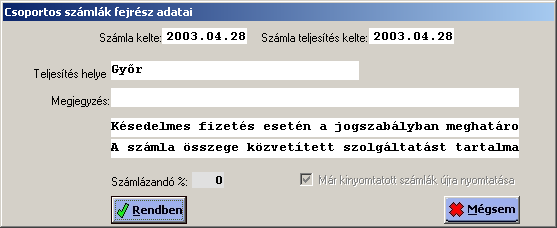 Csoportos számlák fejrész adatai
Számla kelte: 2003.04.28 Számla teljesítés kelte: 2003.04.28
Teljesítés helye Győr
Megjegyzés:
Késedelmes fizetés esetén a jogszabályban meghatáro
A számla összege közvetített szolgáltatást tartalma
Számlázandó %: 0 Már kinyomtatott számlák újra nyomtatása
Rendben Mégsem